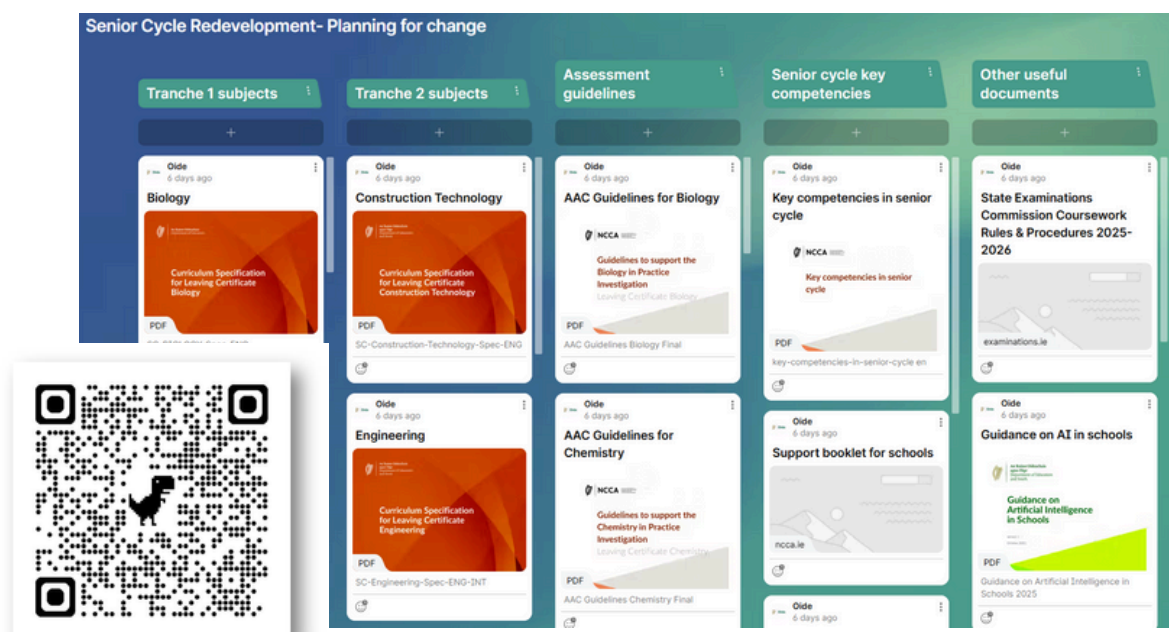 Senior Cycle Redevelopment- Planning for change
Tranche 1 subjects
+
Oide
6 days ago
Biology
Curriculum Specification
for Leaving Certificate
Biology
PDF
Tranche 2 subjects
+
Oide
6 days ago
Construction Technology
Curriculum Specification
for Leaving Certificate
Construction Technology
PDF
SC-Construction-Technology-Spec-ENG
Oide
6 days ago
Engineering
Curriculum Specification
for Leaving Certificate
Engineering
PDF
SC-Engineering-Spec-ENG-INT
Assessment
guidelines
+
Oide
6 days ago
AAC Guidelines for Biology
NCCA
Guidelines to support the
Biology in Practice
Investigation
Leaving Certificate Biology
PDF
AAC Guidelines Biology Final
Oide
6 days ago
AAC Guidelines for
Chemistry
NCCA
Guidelines to support the
Chemistry in Practice
Investigation
Leaving Certificate Chemistry
PDF
AAC Guidelines Chemistry Final
Senior cycle key
competencies
+
Oide
6 days ago
Key competencies in senior
cycle
NCCA
Key competencies in senior
cycle
PDF
key-competencies-in-senior-cycle en
Oide
6 days ago
Support booklet for schools
ncca.ie
Oide
6 days ago
Other useful
documents
+
Oide
6 days ago
State Examinations
Commission Coursework
Rules & Procedures 2025-
2026
examinations.ie
Oide
6 days ago
Guidance on AI in schools
Guidance on
Artificial Intelligence
in Schools
PDF
Guidance on Artificial Intelligence in
Schools 2025